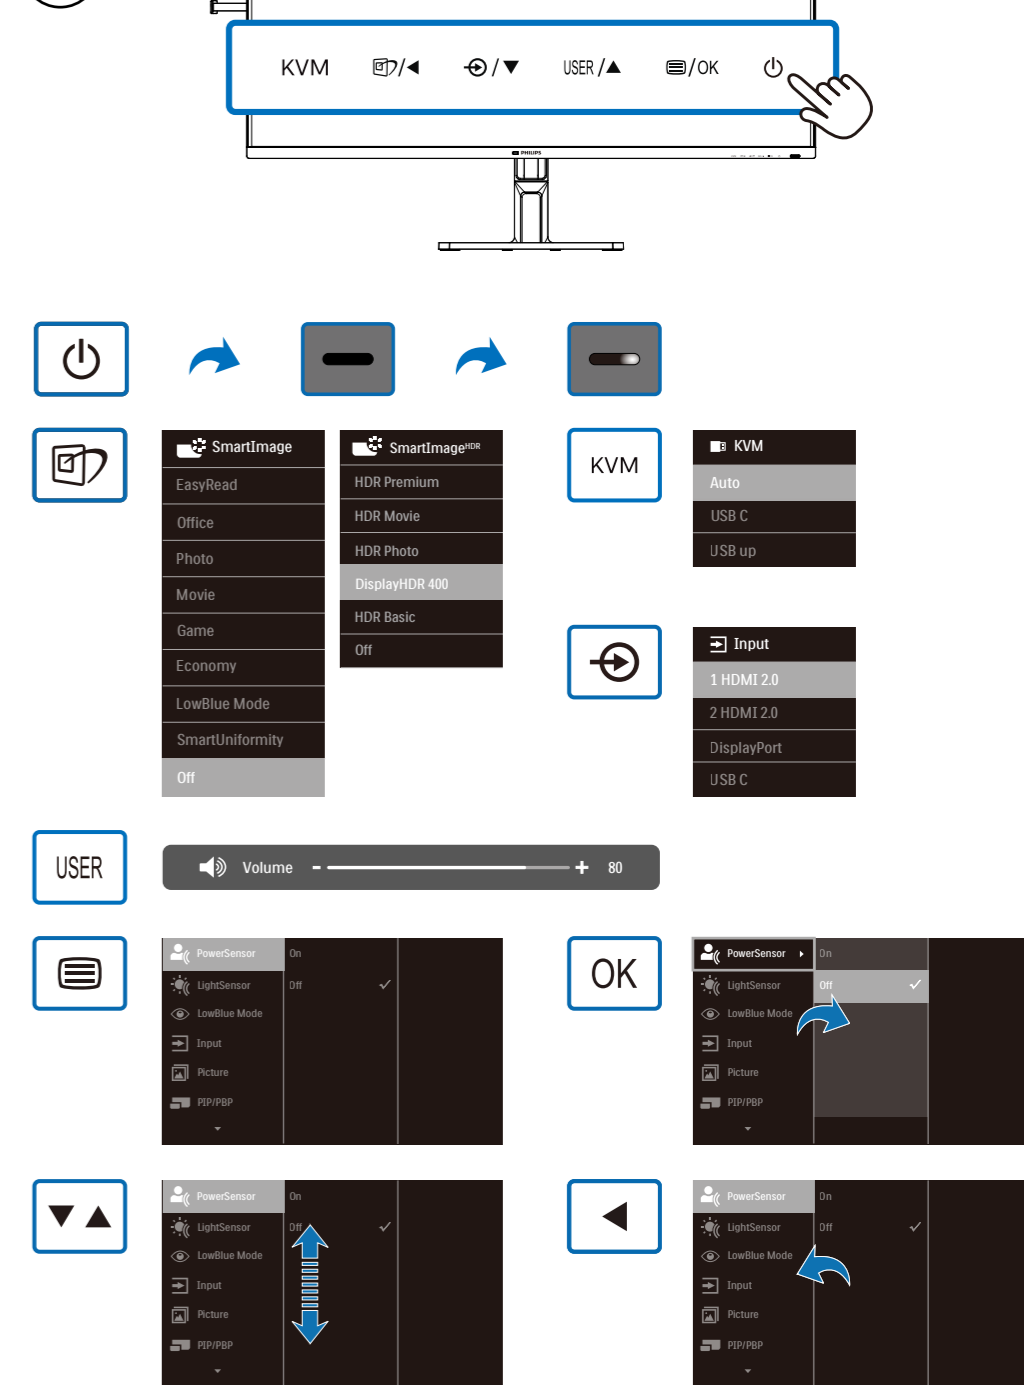 KVM
/◀
/▼
USER /▲
/OK
PHILIPS
SmartImage
EasyRead
Office
Photo
Movie
Game
Economy
LowBlue Mode
SmartUniformity
Off
SmartImageHDR
HDR Premium
HDR Movie
HDR Photo
DisplayHDR 400
HDR Basic
Off
KVM
KVM
Auto
USB C
USB up
Input
1 HDMI 2.0
2 HDMI 2.0
DisplayPort
USB C
USER
Volume - + 80
PowerSensor On
LightSensor Off ✓
LowBlue Mode
Input
Picture
PIP/PBP
OK
PowerSensor On
LightSensor Off ✓
LowBlue Mode
Input
Picture
PIP/PBP
▼ ▲
PowerSensor On
LightSensor Off ✓
LowBlue Mode
Input
Picture
PIP/PBP
◀
PowerSensor On
LightSensor Off ✓
LowBlue Mode
Input
Picture
PIP/PBP